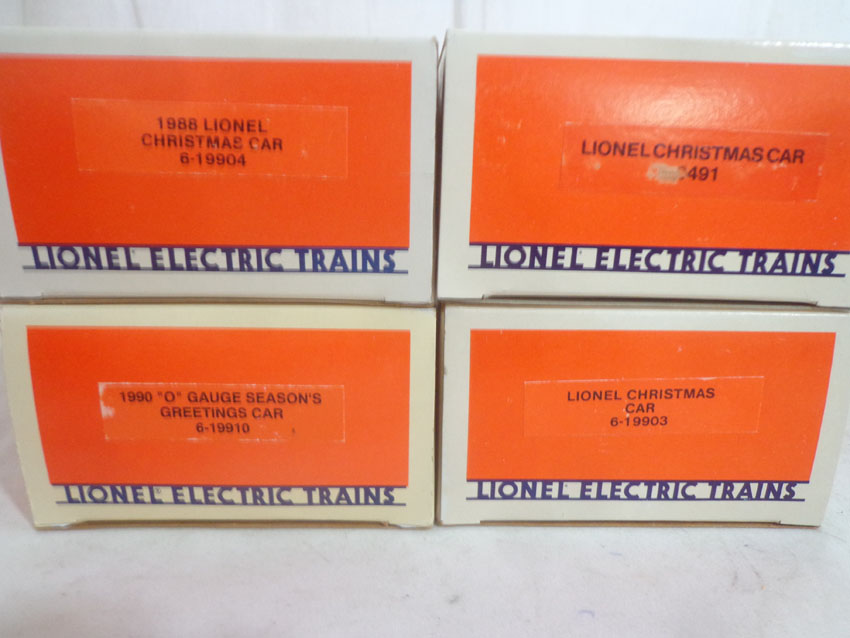 1988 LIONEL
CHRISTMAS CAR
6-19904
LIONEL ELECTRIC TRAINS
LIONEL CHRISTMAS CAR
491
LIONEL ELECTRIC TRAINS
1990 "O" GAUGE SEASON'S
GREETINGS CAR
6-19910
LIONEL ELECTRIC TRAINS
LIONEL CHRISTMAS
CAR
6-19903
LIONEL ELECTRIC TRAINS